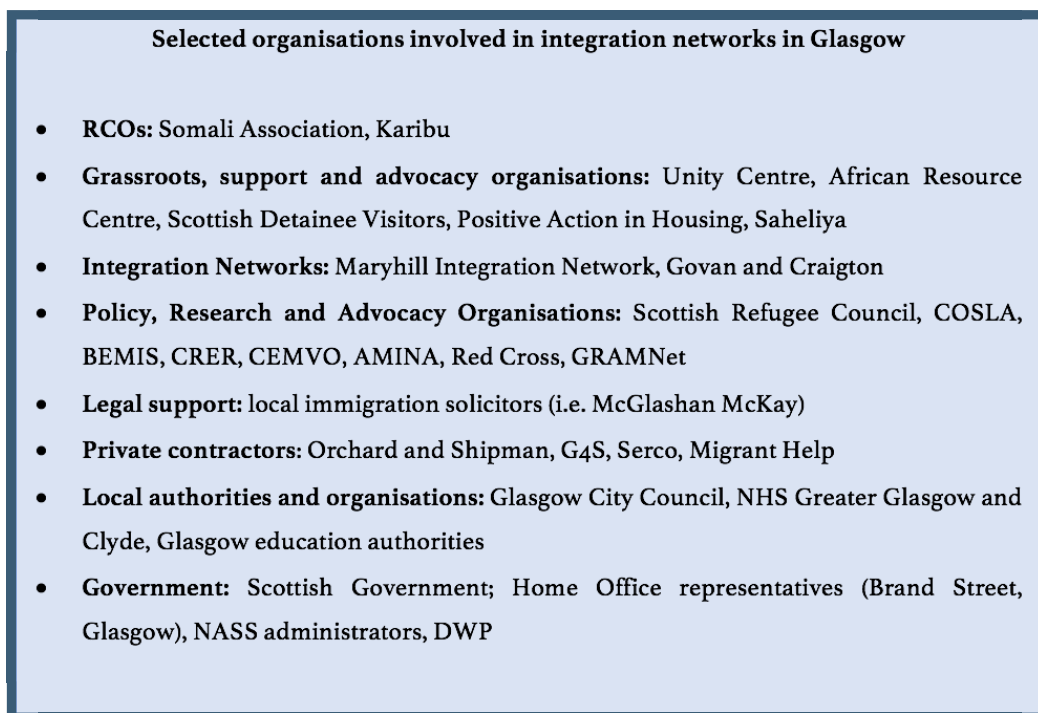 Selected organisations involved in integration networks in Glasgow
• RCOs: Somali Association, Karibu
• Grassroots, support and advocacy organisations: Unity Centre, African Resource
Centre, Scottish Detainee Visitors, Positive Action in Housing, Saheliya
• Integration Networks: Maryhill Integration Network, Govan and Craigton
• Policy, Research and Advocacy Organisations: Scottish Refugee Council, COSLA,
BEMIS, CRER, CEMVO, AMINA, Red Cross, GRAMNet
• Legal support: local immigration solicitors (i.e. McGlashan McKay)
• Private contractors: Orchard and Shipman, G4S, Serco, Migrant Help
• Local authorities and organisations: Glasgow City Council, NHS Greater Glasgow and
Clyde, Glasgow education authorities
• Government: Scottish Government; Home Office representatives (Brand Street,
Glasgow), NASS administrators, DWP